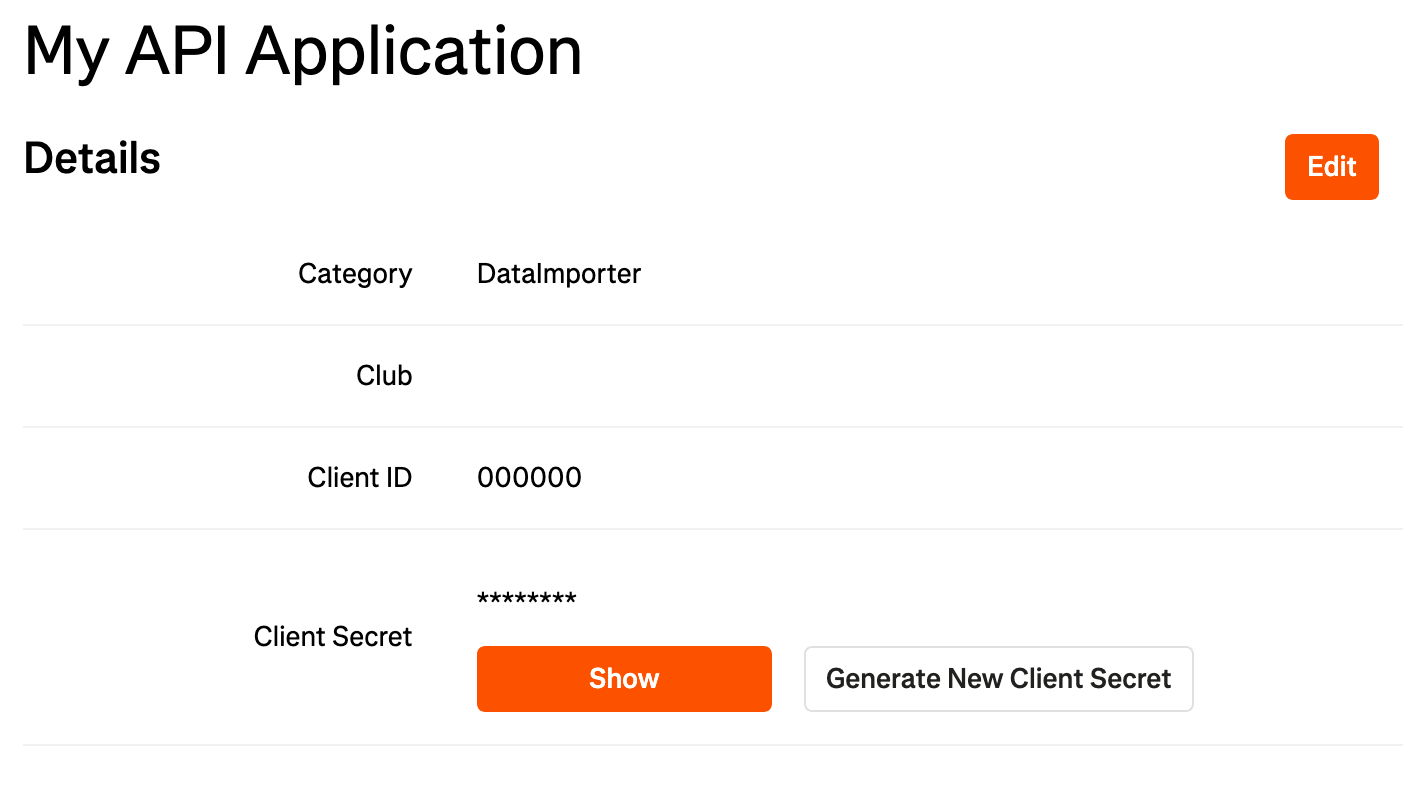 My API Application
Details
Edit
Category DataImporter
Club
Client ID 000000
Client Secret ********
Show Generate New Client Secret